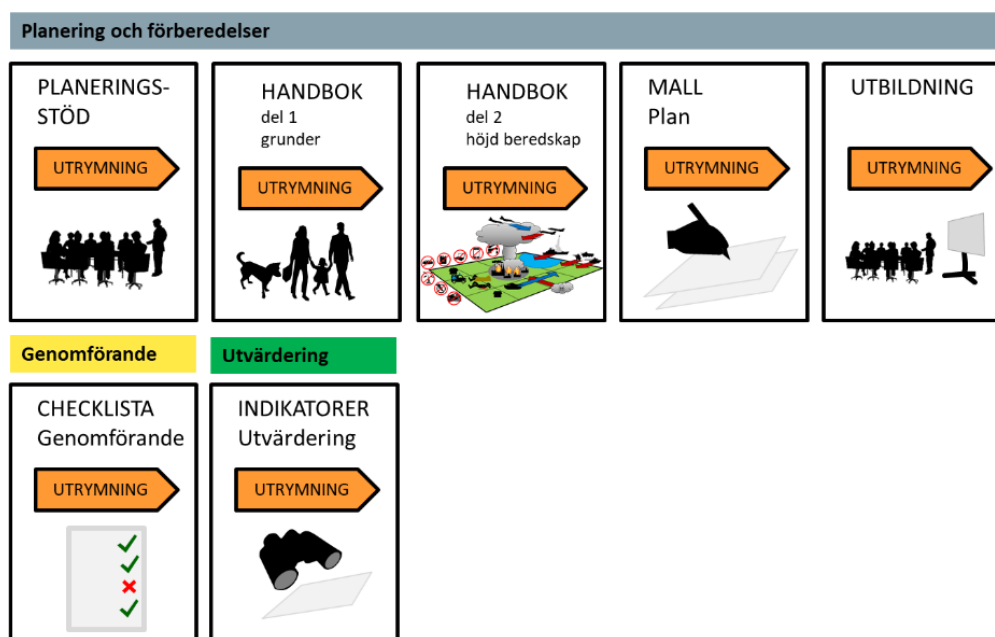 Planering och förberedelser
PLANERINGS-
STÖD
UTRYMNING
HANDBOK
del 1
grunder
UTRYMNING
HANDBOK
del 2
höjd beredskap
UTRYMNING
MALL
Plan
UTRYMNING
UTBILDNING
UTRYMNING
Genomförande
CHECKLISTA
Genomförande
UTRYMNING
Utvärdering
INDIKATORER
Utvärdering
UTRYMNING